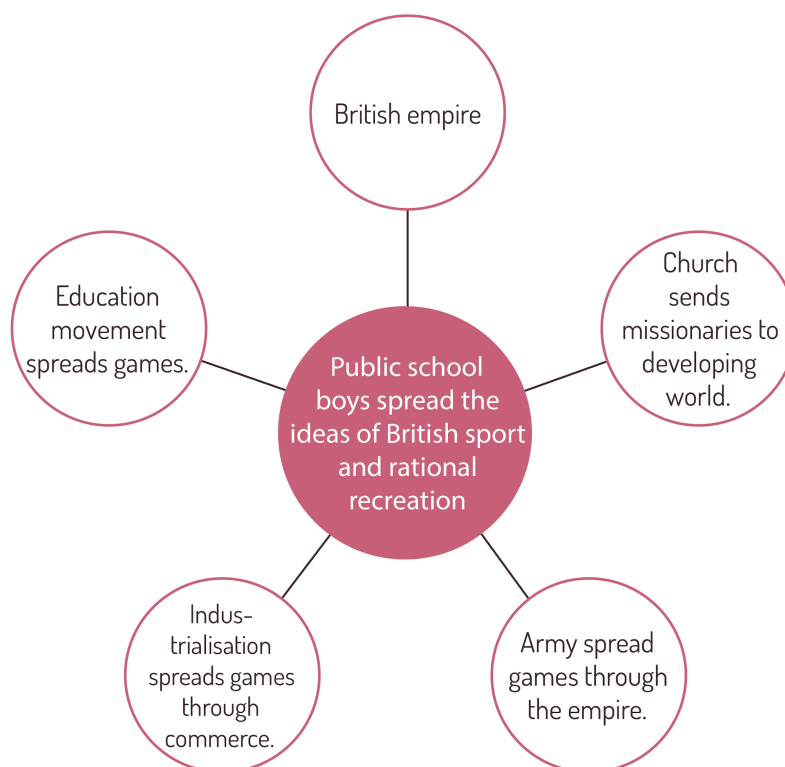 British empire
Church
sends
missionaries to
developing
world.
Education
movement
spreads games.
Public school
boys spread the
ideas of British sport
and rational
recreation
Indus-
trialisation
spreads games
through
commerce.
Army spread
games through
the empire.